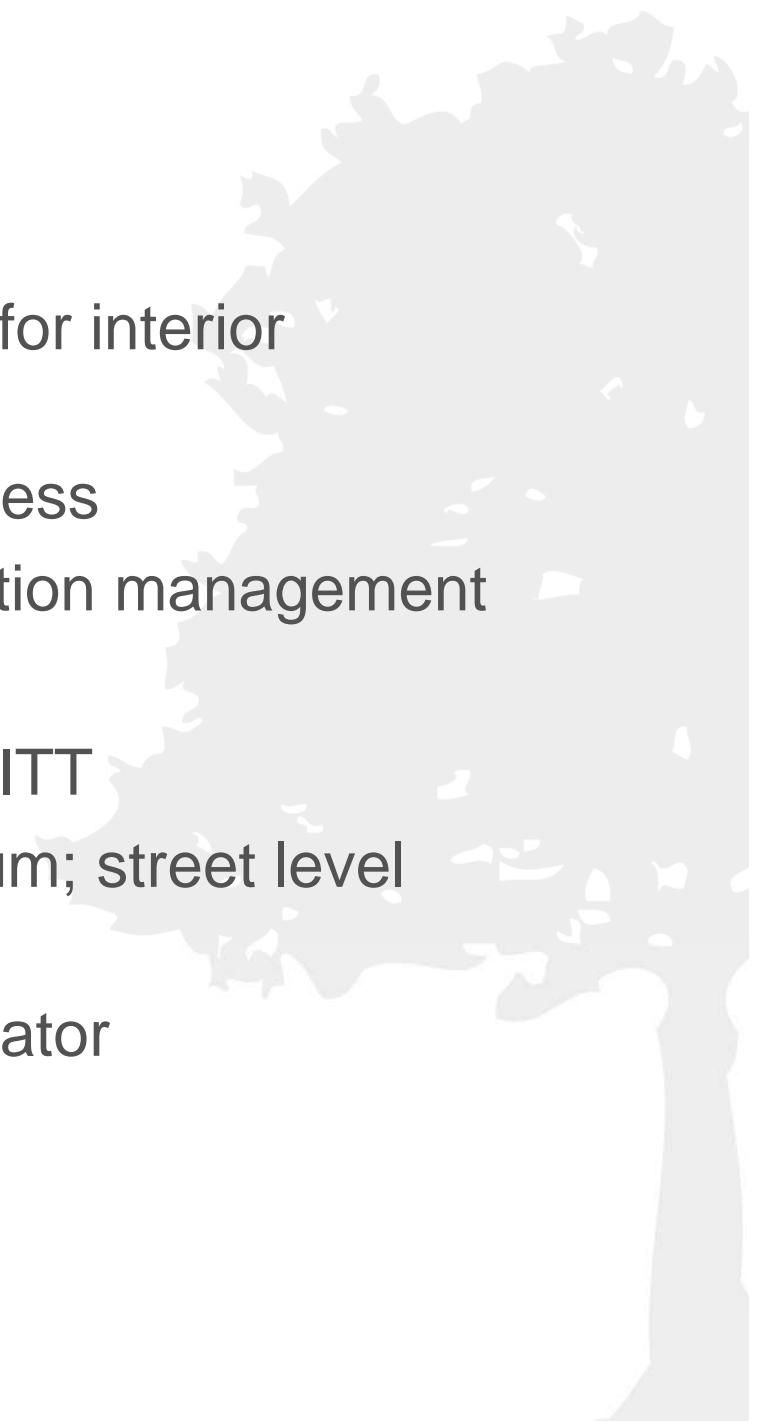 for interior
ess
tion management
ITT
um; street level
ator